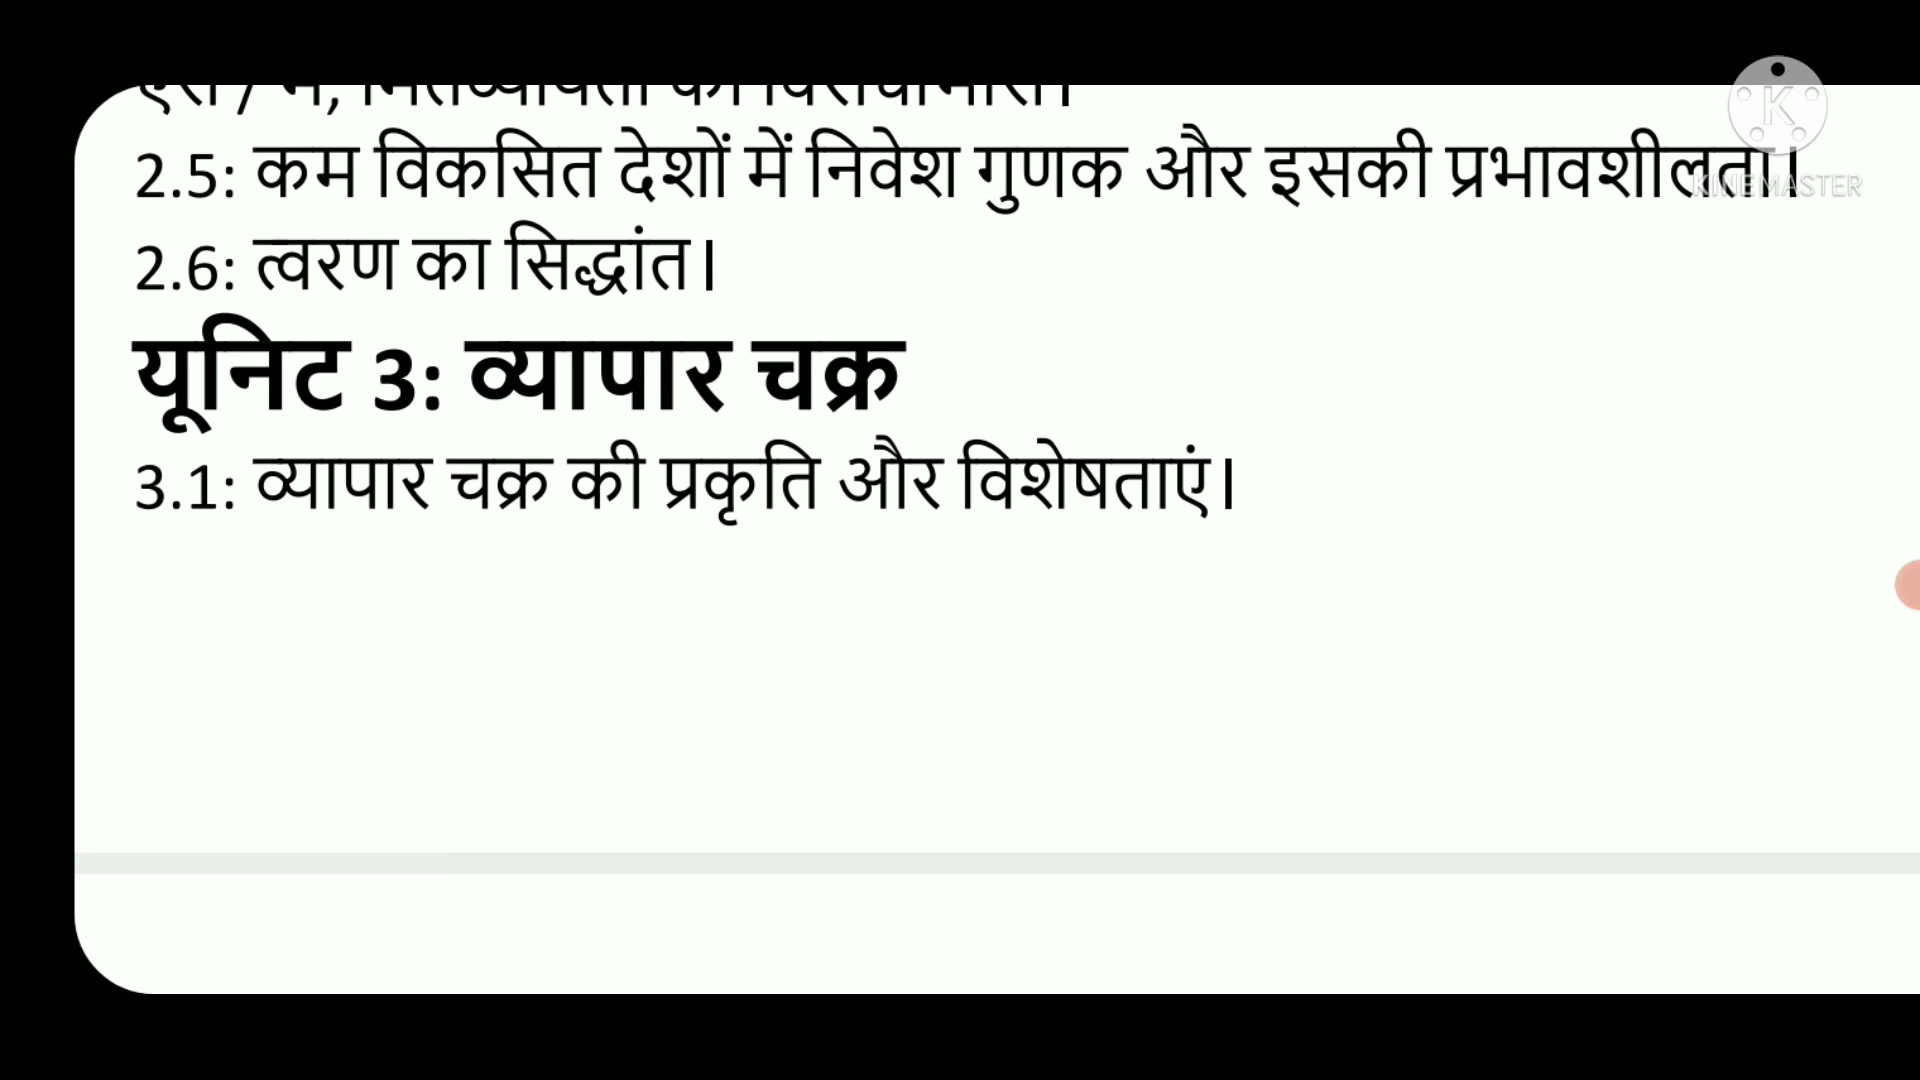 2.5: कम विकसित देशों में निवेश गुणक और इसकी प्रभावशीलता।
KINEMASTER
2.6: त्वरण का सिद्धांत।
यूनिट 3: व्यापार चक्र
3.1: व्यापार चक्र की प्रकृति और विशेषताएं।